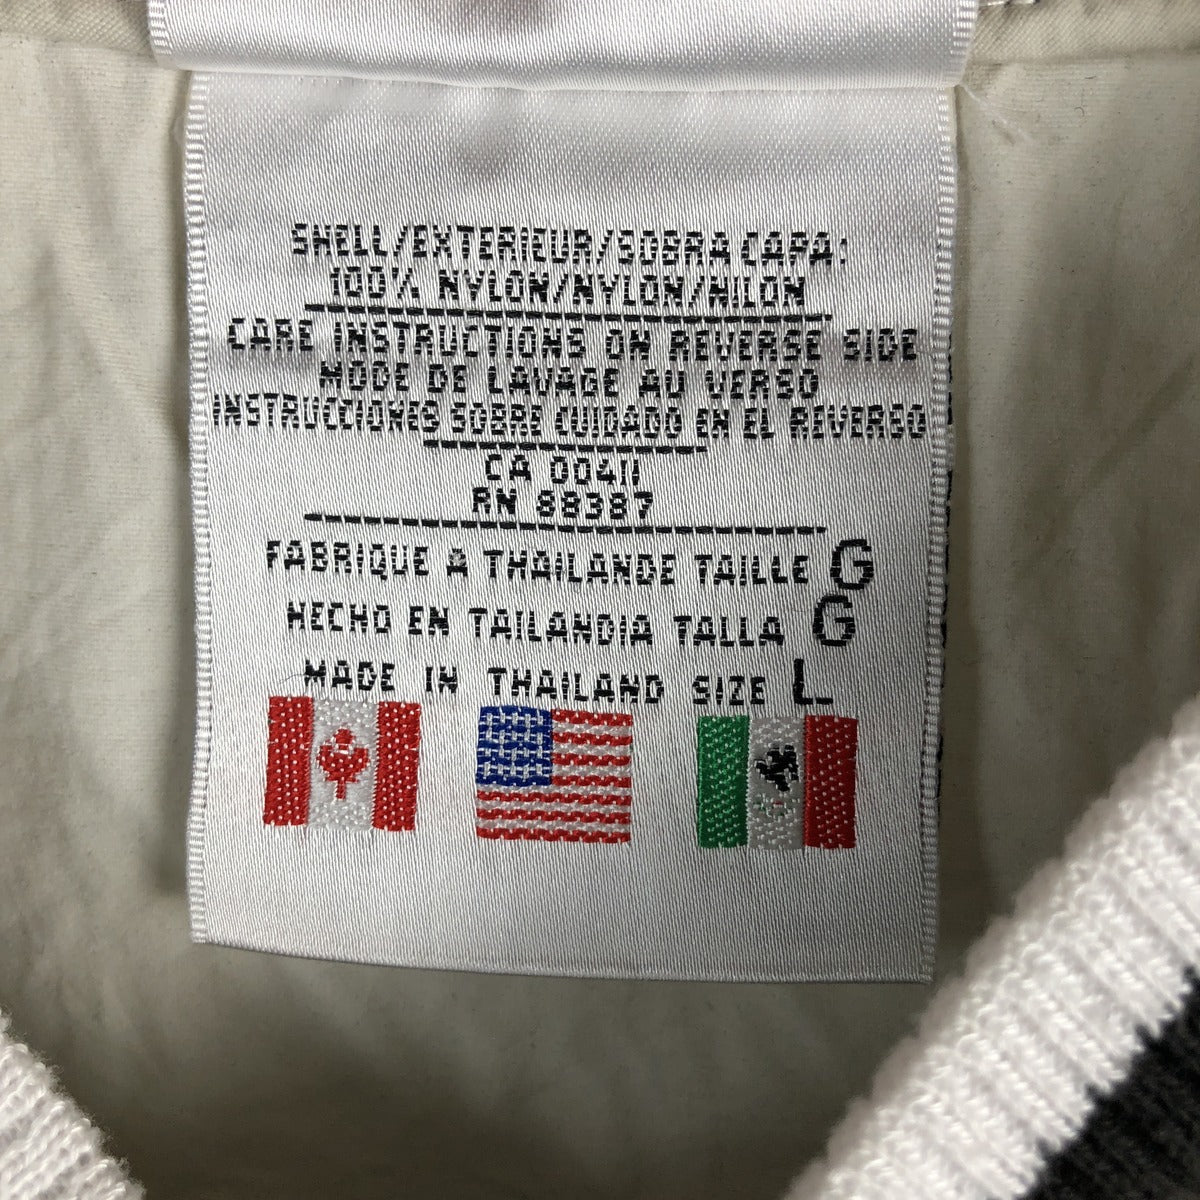 SHELL/EXTERIEUR/SOBRA CAPA:
100% NYLON/NYLON/NILON
CARE INSTRUCTIONS ON REVERSE SIDE
MODE DE LAVAGE AU VERSO
INSTRUCCIONES SOBRE CUIDADO EN EL REVERSO
CA 00411
RN 88387
FABRIQUE A THAILANDE TAILLE G
HECHO EN TAILANDIA TALLA G
MADE IN THAILAND SIZE L